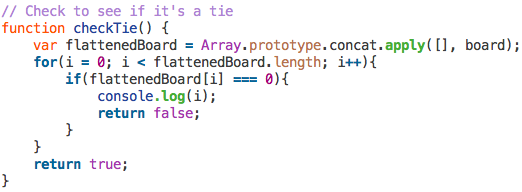 // Check to see if it's a tie
function checkTie() {
    var flattenedBoard = Array.prototype.concat.apply([], board);
    for(i = 0; i < flattenedBoard.length; i++){
        if(flattenedBoard[i] === 0){
            console.log(i);
            return false;
        }
    }
    return true;
}